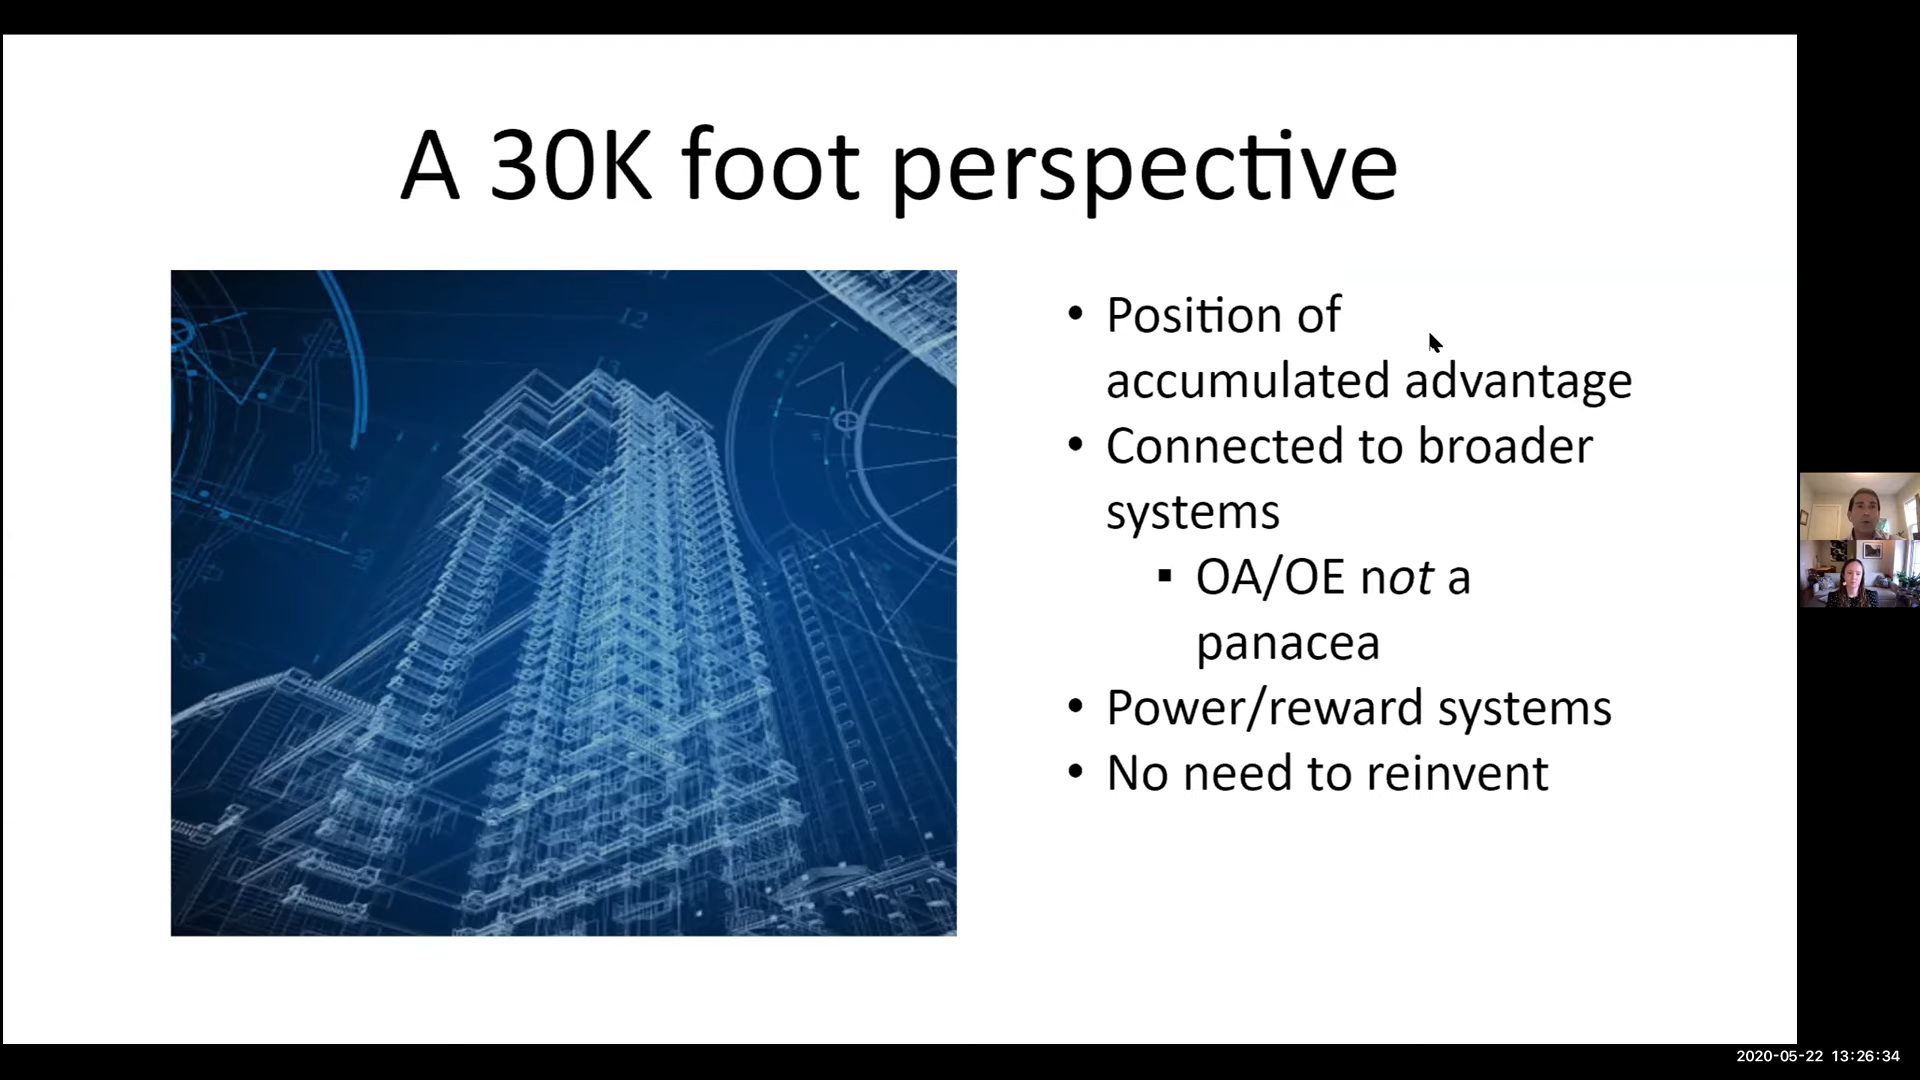 A 30K foot perspective
12
• Position of
accumulated advantage
• Connected to broader
systems
▪ OA/OE not a
panacea
• Power/reward systems
• No need to reinvent
2020-05-22 13:26:34